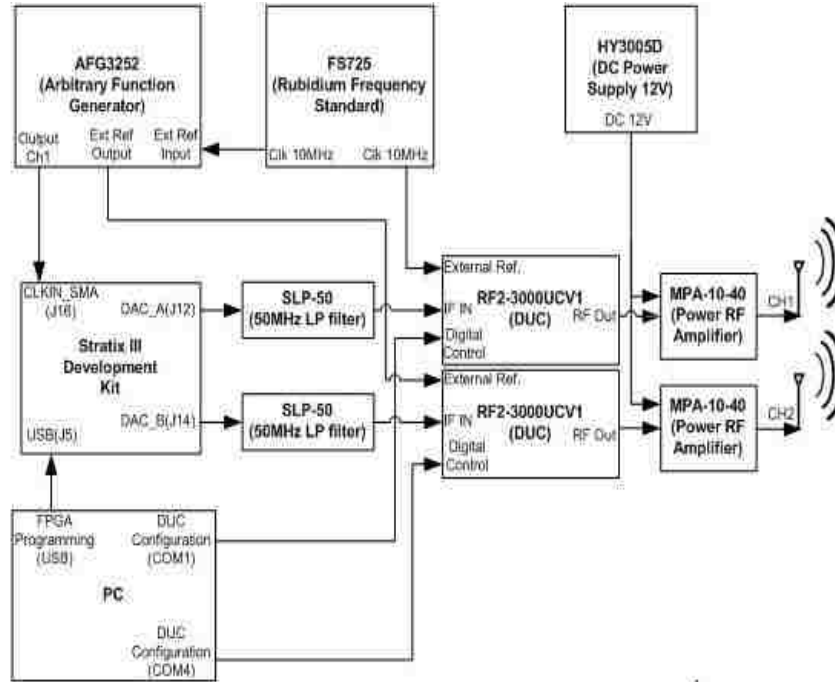 AFG3252
(Arbitrary Function
Generator)
Output
Ch1
Ext Ref
Output
Ext Ref
Input
FS725
(Rubidium Frequency
Standard)
Clk 10MHz
Clk 10MHz
HY3005D
(DC Power
Supply 12V)
DC 12V
CLKIN_SMA
(J16)
DAC_A(J12)
Stratix III
Development
Kit
DAC_B(J14)
USB(J5)
SLP-50
(50MHz LP filter)
SLP-50
(50MHz LP filter)
External Ref.
RF2-3000UCV1
(DUC)
IF IN
RF Out
Digital
Control
External Ref.
RF2-3000UCV1
(DUC)
IF IN
RF Out
Digital
Control
MPA-10-40
(Power RF
Amplifier)
CH1
MPA-10-40
(Power RF
Amplifier)
CH2
FPGA
Programming
(USB)
DUC
Configuration
(COM1)
PC
DUC
Configuration
(COM4)